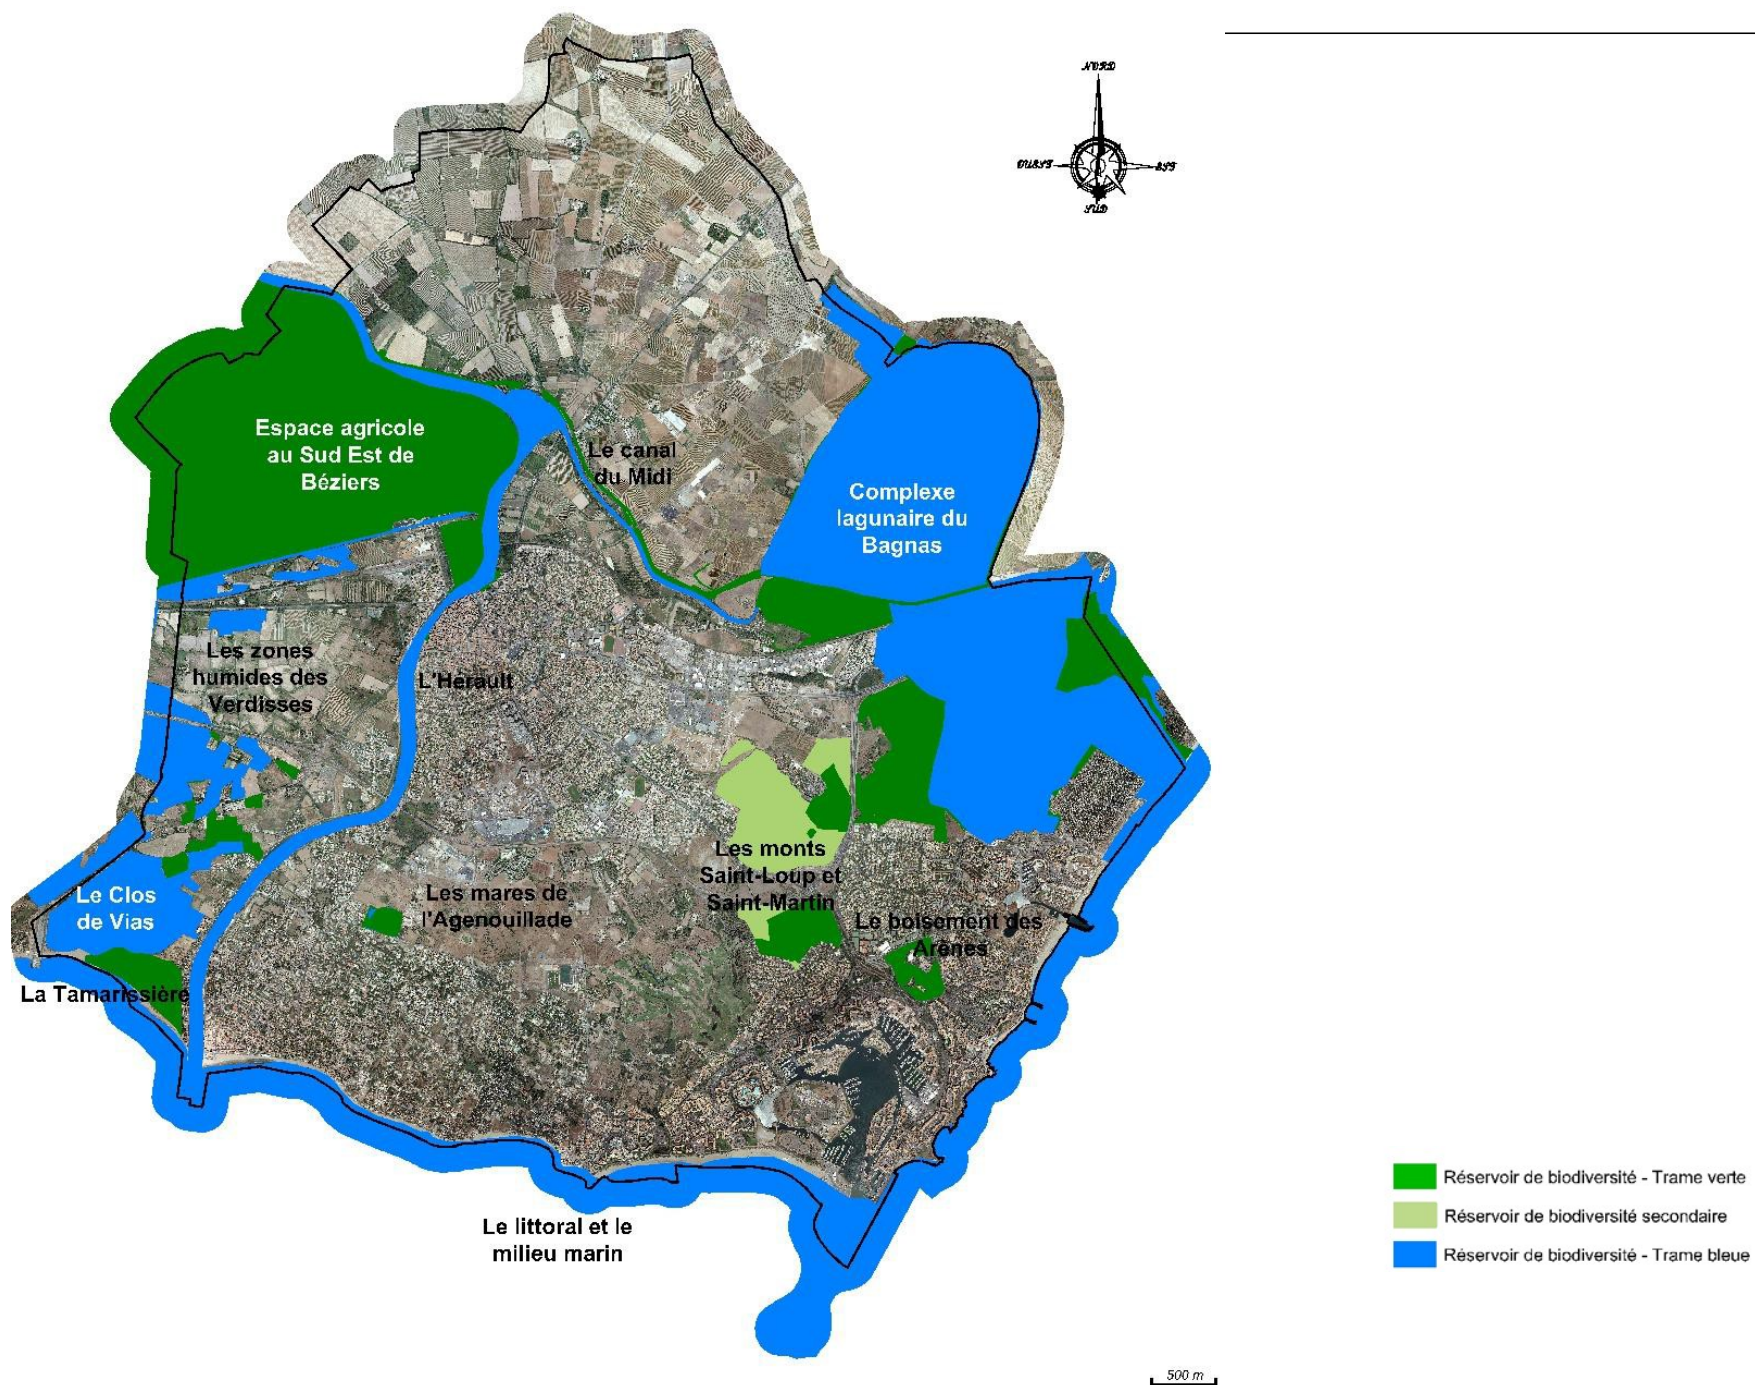 NORD
OUEST
EST
SUD
Espace agricole
au Sud Est de
Béziers
Le canal
du Midi
Complexe
lagunaire du
Bagnas
Les zones
humides des
Verdisses
L'Hérault
Les monts
Saint-Loup et
Saint-Martin
Le Clos
de Vias
Les mares de
l'Agenouillade
Le boisement des
Arènes
La Tamarissière
Le littoral et le
milieu marin
Réservoir de biodiversité - Trame verte
Réservoir de biodiversité secondaire
Réservoir de biodiversité - Trame bleue
500 m